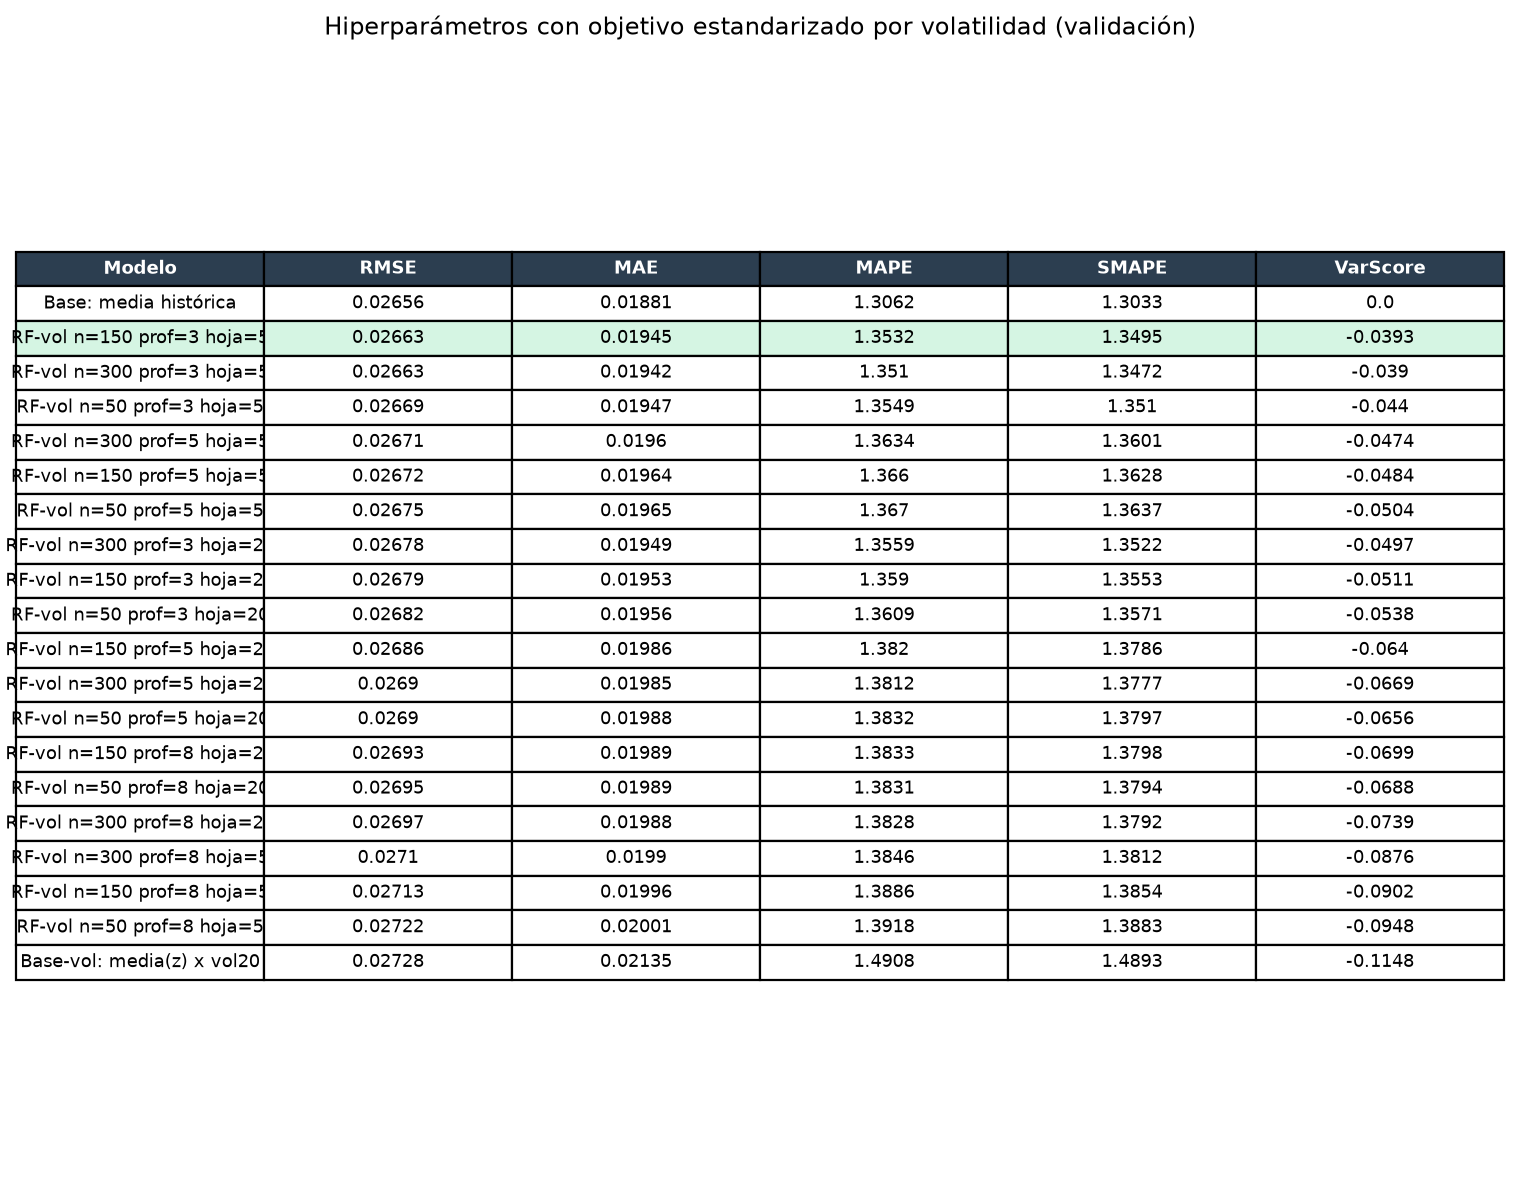 Hiperparámetros con objetivo estandarizado por volatilidad (validación)
Modelo RMSE MAE MAPE SMAPE VarScore
Base: media histórica 0.02656 0.01881 1.3062 1.3033 0.0
RF-vol n=150 prof=3 hoja=5 0.02663 0.01945 1.3532 1.3495 -0.0393
RF-vol n=300 prof=3 hoja=5 0.02663 0.01942 1.351 1.3472 -0.039
RF-vol n=50 prof=3 hoja=5 0.02669 0.01947 1.3549 1.351 -0.044
RF-vol n=300 prof=5 hoja=5 0.02671 0.0196 1.3634 1.3601 -0.0474
RF-vol n=150 prof=5 hoja=5 0.02672 0.01964 1.366 1.3628 -0.0484
RF-vol n=50 prof=5 hoja=5 0.02675 0.01965 1.367 1.3637 -0.0504
RF-vol n=300 prof=3 hoja=2 0.02678 0.01949 1.3559 1.3522 -0.0497
RF-vol n=150 prof=3 hoja=2 0.02679 0.01953 1.359 1.3553 -0.0511
RF-vol n=50 prof=3 hoja=20 0.02682 0.01956 1.3609 1.3571 -0.0538
RF-vol n=150 prof=5 hoja=2 0.02686 0.01986 1.382 1.3786 -0.064
RF-vol n=300 prof=5 hoja=2 0.0269 0.01985 1.3812 1.3777 -0.0669
RF-vol n=50 prof=5 hoja=20 0.0269 0.01988 1.3832 1.3797 -0.0656
RF-vol n=150 prof=8 hoja=2 0.02693 0.01989 1.3833 1.3798 -0.0699
RF-vol n=50 prof=8 hoja=20 0.02695 0.01989 1.3831 1.3794 -0.0688
RF-vol n=300 prof=8 hoja=2 0.02697 0.01988 1.3828 1.3792 -0.0739
RF-vol n=300 prof=8 hoja=5 0.0271 0.0199 1.3846 1.3812 -0.0876
RF-vol n=150 prof=8 hoja=5 0.02713 0.01996 1.3886 1.3854 -0.0902
RF-vol n=50 prof=8 hoja=5 0.02722 0.02001 1.3918 1.3883 -0.0948
Base-vol: media(z) x vol20 0.02728 0.02135 1.4908 1.4893 -0.1148